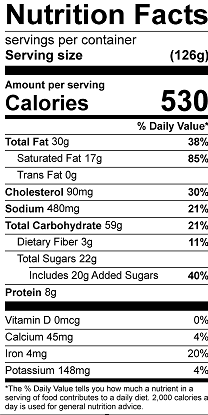 Nutrition Facts
servings per container
Serving size (126g)
Amount per serving
Calories 530
% Daily Value*
Total Fat 30g 38%
Saturated Fat 17g 85%
Trans Fat 0g
Cholesterol 90mg 30%
Sodium 480mg 21%
Total Carbohydrate 59g 21%
Dietary Fiber 3g 11%
Total Sugars 22g
Includes 20g Added Sugars 40%
Protein 8g
Vitamin D 0mcg 0%
Calcium 45mg 4%
Iron 4mg 20%
Potassium 148mg 4%
*The % Daily Value tells you how much a nutrient in a
serving of food contributes to a daily diet. 2,000 calories a
day is used for general nutrition advice.